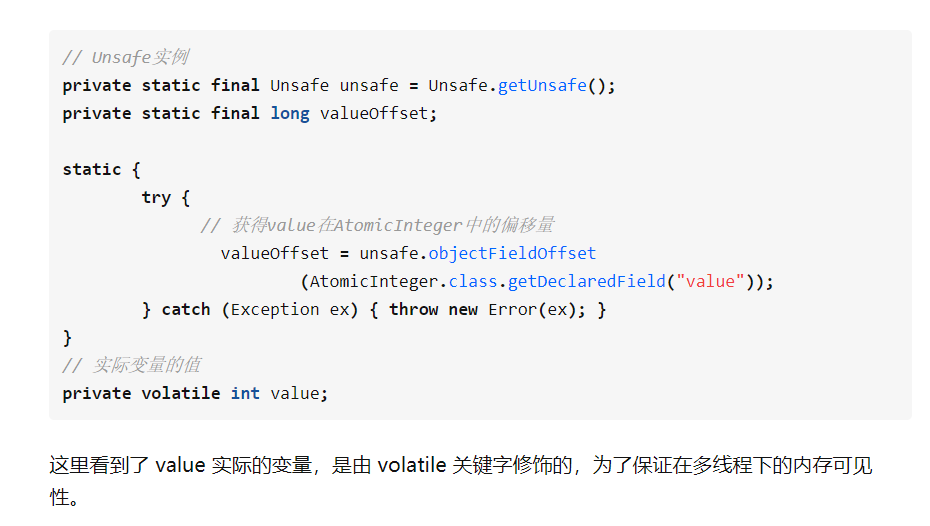 // Unsafe实例
private static final Unsafe unsafe = Unsafe.getUnsafe();
private static final long valueOffset;
static {
try {
// 获得value在AtomicInteger中的偏移量
valueOffset = unsafe.objectFieldOffset
(AtomicInteger.class.getDeclaredField("value"));
} catch (Exception ex) { throw new Error(ex); }
}
// 实际变量的值
private volatile int value;
这里看到了 value 实际的变量，是由 volatile 关键字修饰的，为了保证在多线程下的内存可见
性。